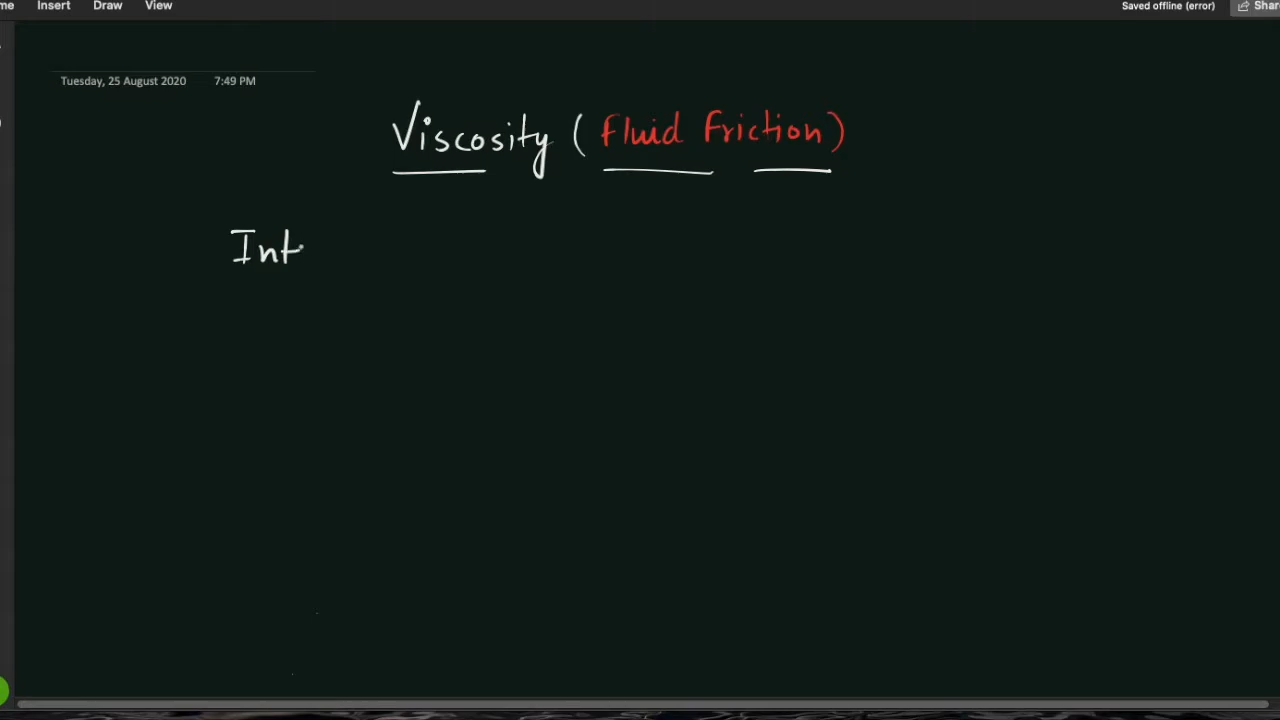 me Insert Draw View Saved offline (error) Shar
Tuesday, 25 August 2020 7:49 PM
Viscosity (Fluid Friction)
Int